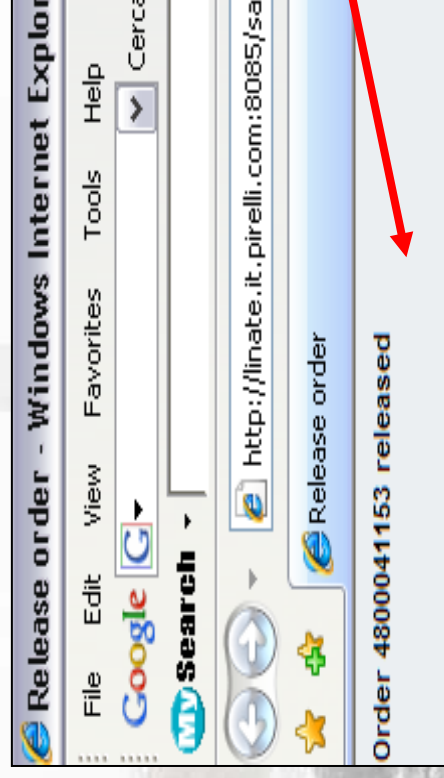 Release order - Windows Internet Explor
File Edit View Favorites Tools Help
Google G Cerca
My Search
http://linate.it.pirelli.com:8085/sa
Release order
Order 4800041153 released